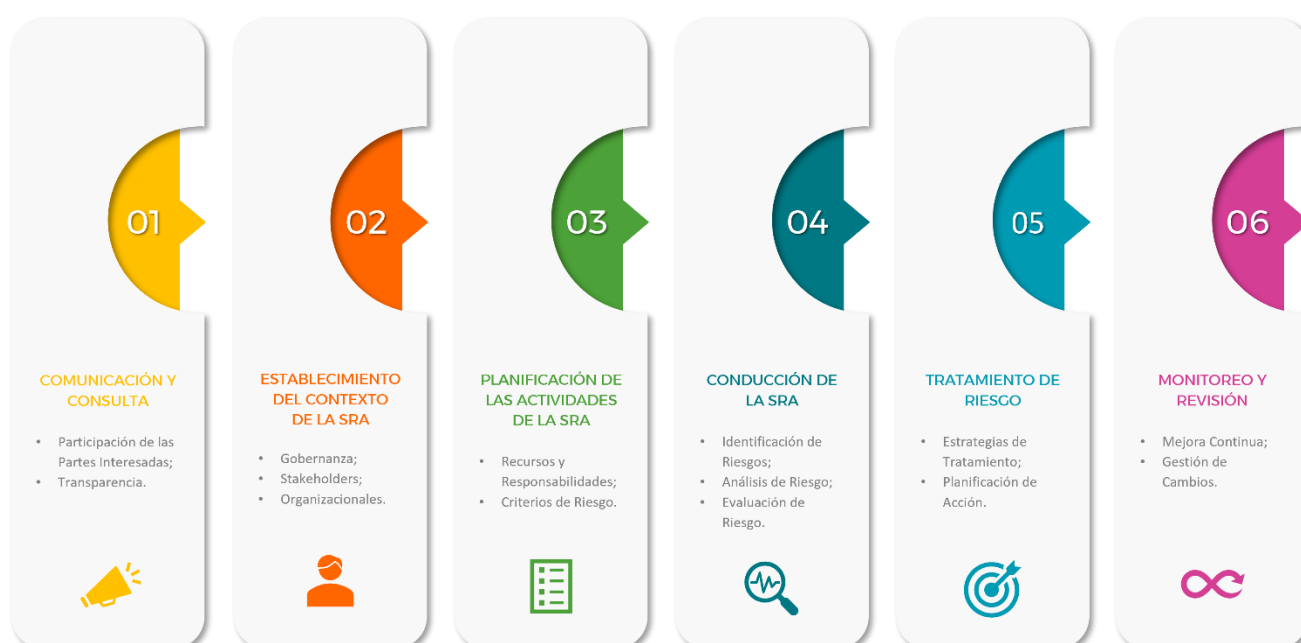 01
COMUNICACIÓN Y
CONSULTA
• Participación de las
Partes Interesadas;
• Transparencia.
02
ESTABLECIMIENTO
DEL CONTEXTO
DE LA SRA
• Gobernanza;
• Stakeholders;
• Organizacionales.
03
PLANIFICACIÓN DE
LAS ACTIVIDADES
DE LA SRA
• Recursos y
Responsabilidades;
• Criterios de Riesgo.
04
CONDUCCIÓN DE
LA SRA
• Identificación de
Riesgos;
• Análisis de Riesgo;
• Evaluación de
Riesgo.
05
TRATAMIENTO DE
RIESGO
• Estrategias de
Tratamiento;
• Planificación de
Acción.
06
MONITOREO Y
REVISIÓN
• Mejora Continua;
• Gestión de
Cambios.